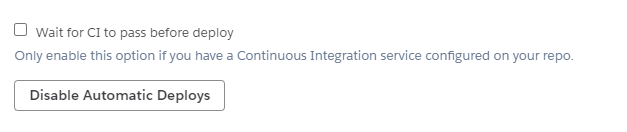 Wait for CI to pass before deploy
Only enable this option if you have a Continuous Integration service configured on your repo.
Disable Automatic Deploys